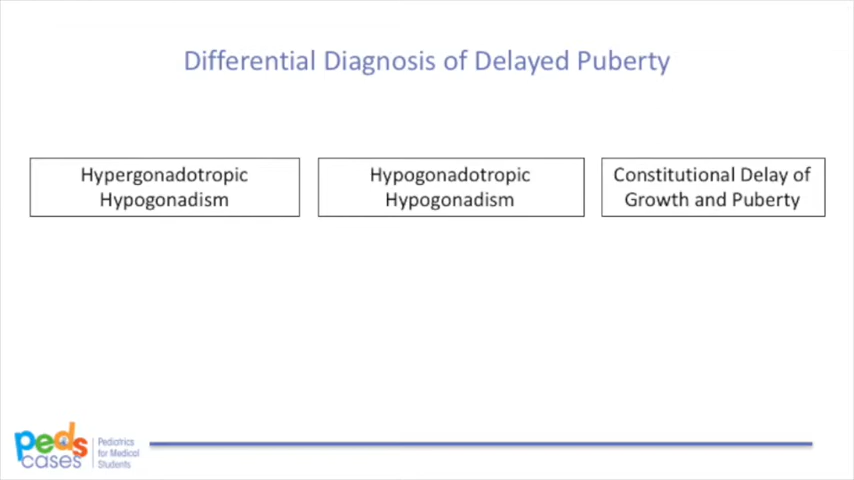 Differential Diagnosis of Delayed Puberty
Hypergonadotropic
Hypogonadism
Hypogonadotropic
Hypogonadism
Constitutional Delay of
Growth and Puberty
peds
cases
Pediatrics
for Medical
Students